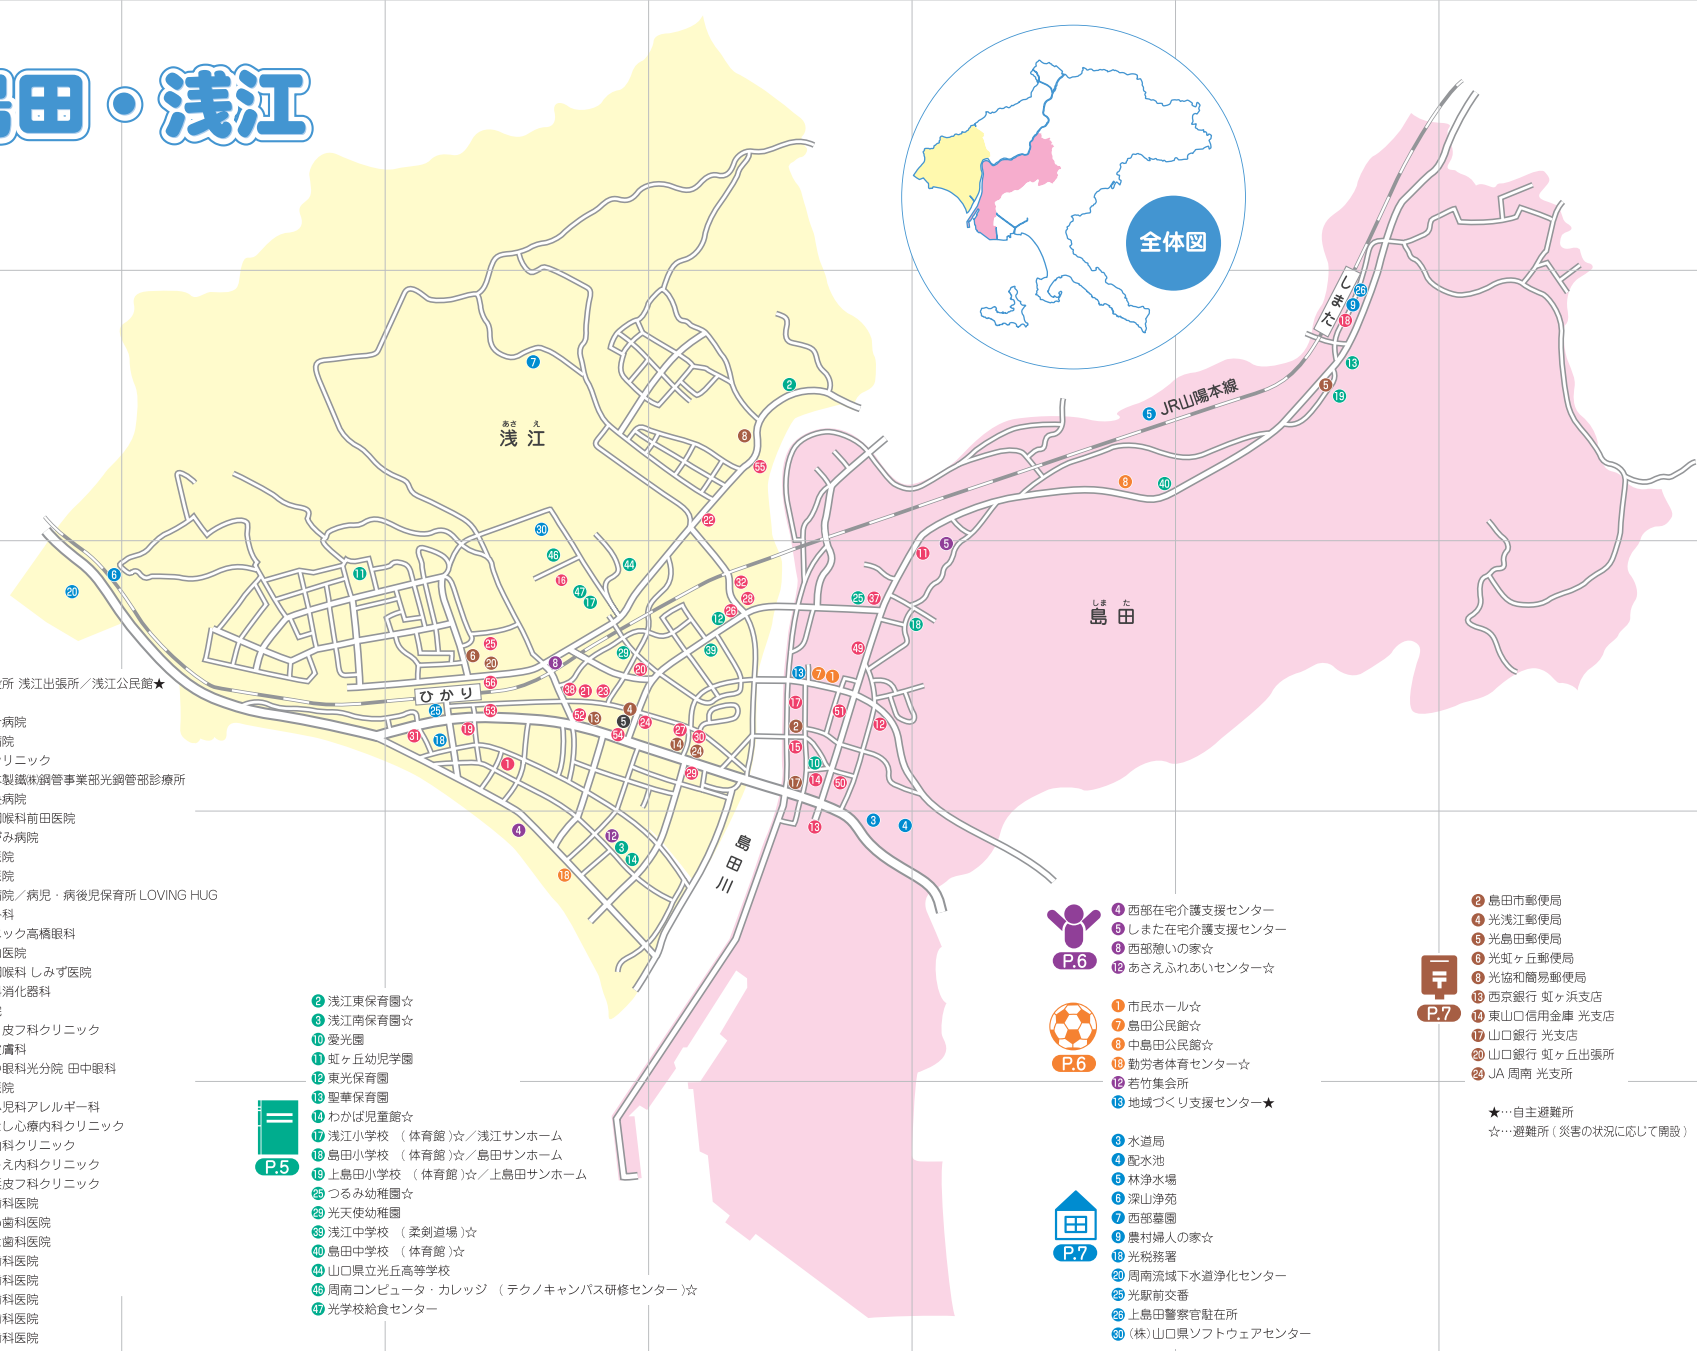 島田・浅江
全体図
あさ え
浅 江
しま た
島 田
しまた
JR山陽本線
ひかり
島田川
所 浅江出張所／浅江公民館★
病院
院
リニック
製鐵㈱鋼管事業部光鋼管部診療所
病院
喉科前田医院
み病院
院
院
院／病児・病後児保育所 LOVING HUG
科
ック高橋眼科
医院
喉科 しみず医院
消化器科
皮フ科クリニック
膚科
眼科光分院 田中眼科
医院
児科アレルギー科
し心療内科クリニック
科クリニック
え内科クリニック
皮フ科クリニック
科医院
歯科医院
歯科医院
科医院
科医院
科医院
科医院
科医院
P.5
2 浅江東保育園☆
3 浅江南保育園☆
10 愛光園
11 虹ヶ丘幼児学園
12 東光保育園
13 聖華保育園
14 わかば児童館☆
17 浅江小学校 （ 体育館 )☆／浅江サンホーム
18 島田小学校 （ 体育館 )☆／島田サンホーム
19 上島田小学校 （ 体育館 )☆／上島田サンホーム
25 つるみ幼稚園☆
29 光天使幼稚園
39 浅江中学校 （ 柔剣道場 )☆
40 島田中学校 （ 体育館 )☆
44 山口県立光丘高等学校
46 周南コンピュータ・カレッジ （ テクノキャンパス研修センター )☆
47 光学校給食センター
P.6
4 西部在宅介護支援センター
5 しまた在宅介護支援センター
8 西部憩いの家☆
12 あさえふれあいセンター☆
P.6
1 市民ホール☆
7 島田公民館☆
8 中島田公民館☆
18 勤労者体育センター☆
12 若竹集会所
13 地域づくり支援センター★
P.7
3 水道局
4 配水池
5 林浄水場
6 深山浄苑
7 西部墓園
9 農村婦人の家☆
18 光税務署
20 周南流域下水道浄化センター
25 光駅前交番
26 上島田警察官駐在所
30 (株)山口県ソフトウェアセンター
P.7
2 島田市郵便局
4 光浅江郵便局
5 光島田郵便局
6 光虹ヶ丘郵便局
8 光協和簡易郵便局
13 西京銀行 虹ヶ浜支店
14 東山口信用金庫 光支店
17 山口銀行 光支店
20 山口銀行 虹ヶ丘出張所
24 JA 周南 光支所
★…自主避難所
☆…避難所 ( 災害の状況に応じて開設 )